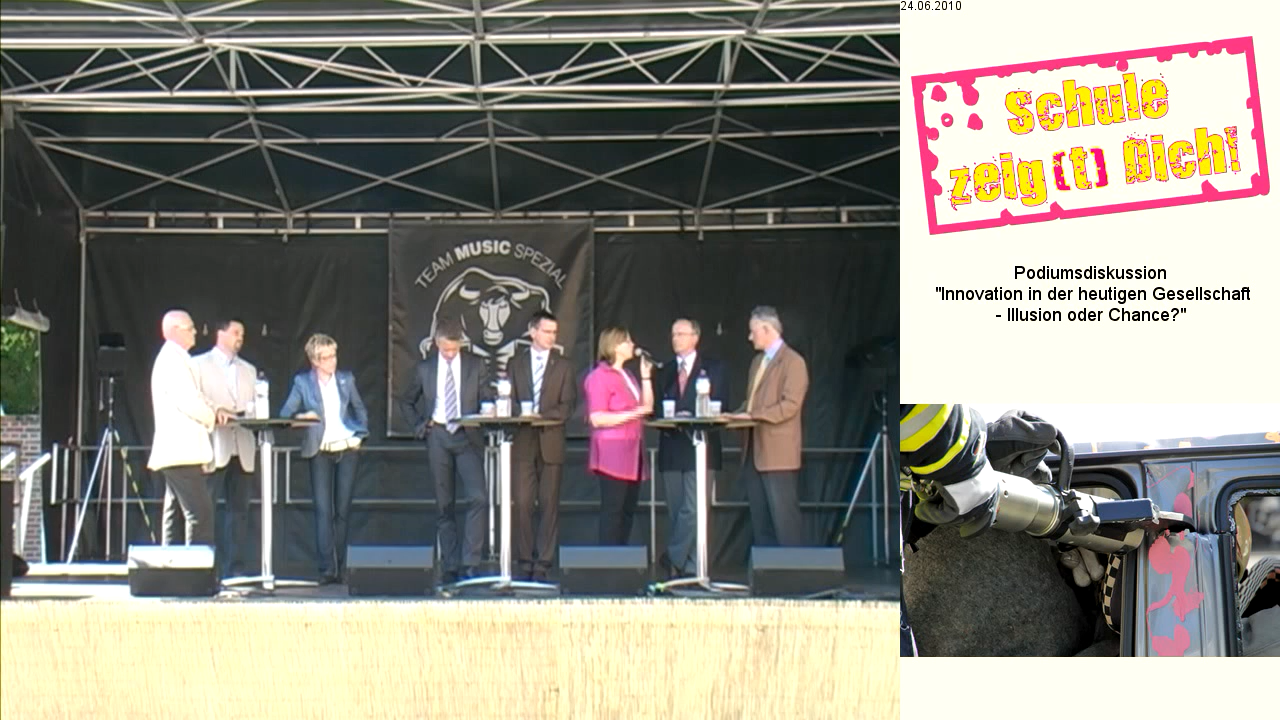 24.06.2010
schule
zeig(t) Dich!
Podiumsdiskussion
"Innovation in der heutigen Gesellschaft
- Illusion oder Chance?"
TEAM MUSIC SPEZIAL